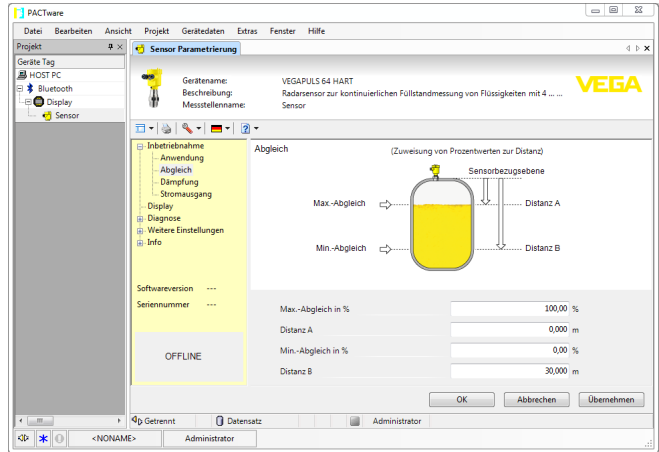 PACTware
Datei Bearbeiten Ansicht Projekt Gerätedaten Extras Fenster Hilfe
Projekt
Geräte Tag
HOST PC
Bluetooth
Display
Sensor
Sensor Parametrierung
Gerätename: VEGAPULS 64 HART
Beschreibung: Radarsensor zur kontinuierlichen Füllstandmessung von Flüssigkeiten mit 4 ... ...
Messstellenname: Sensor
VEGA
Inbetriebnahme
Anwendung
Abgleich
Dämpfung
Stromausgang
Display
Diagnose
Weitere Einstellungen
Info
Softwareversion ---
Seriennummer ---
OFFLINE
Abgleich
(Zuweisung von Prozentwerten zur Distanz)
Sensorbezugsebene
Max.-Abgleich
Distanz A
Min.-Abgleich
Distanz B
Max.-Abgleich in % 100,00 %
Distanz A 0,000 m
Min.-Abgleich in % 0,00 %
Distanz B 30,000 m
OK Abbrechen Übernehmen
Getrennt Datensatz Administrator
<NONAME> Administrator